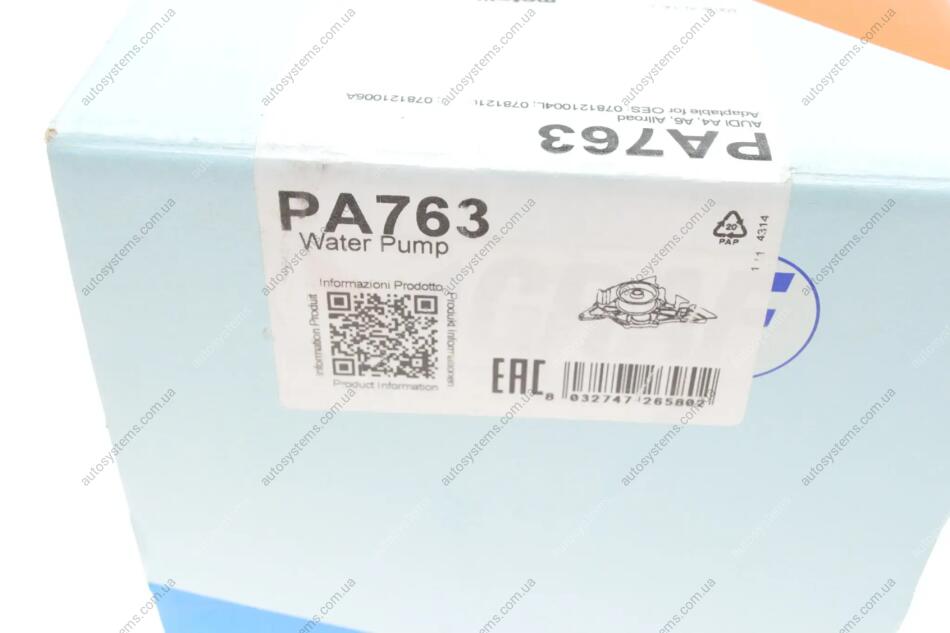 PA763
AUDI A4, A6, Allroad
Adaptable for OES: 078121004L; 078121006A
PA763
Water Pump
Informazioni Prodotto
Information Produit
Produkt Informationen
Product Information
20
PAP
4314
EAC
8 032747 265802
autosystems.com.ua